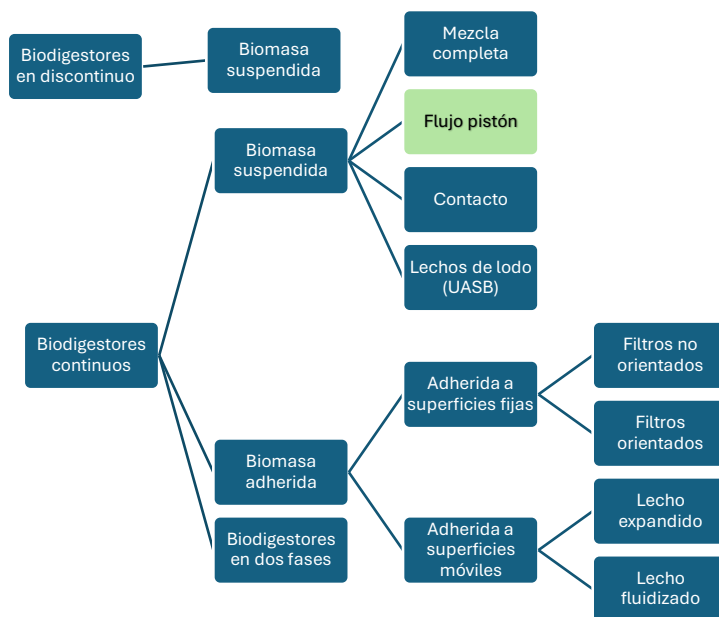 Biodigestores
en discontinuo
Biomasa
suspendida
Mezcla
completa
Flujo pistón
Biomasa
suspendida
Contacto
Lechos de lodo
(UASB)
Biodigestores
continuos
Filtros no
orientados
Adherida a
superficies fijas
Filtros
orientados
Biomasa
adherida
Lecho
expandido
Biodigestores
en dos fases
Adherida a
superficies
móviles
Lecho
fluidizado